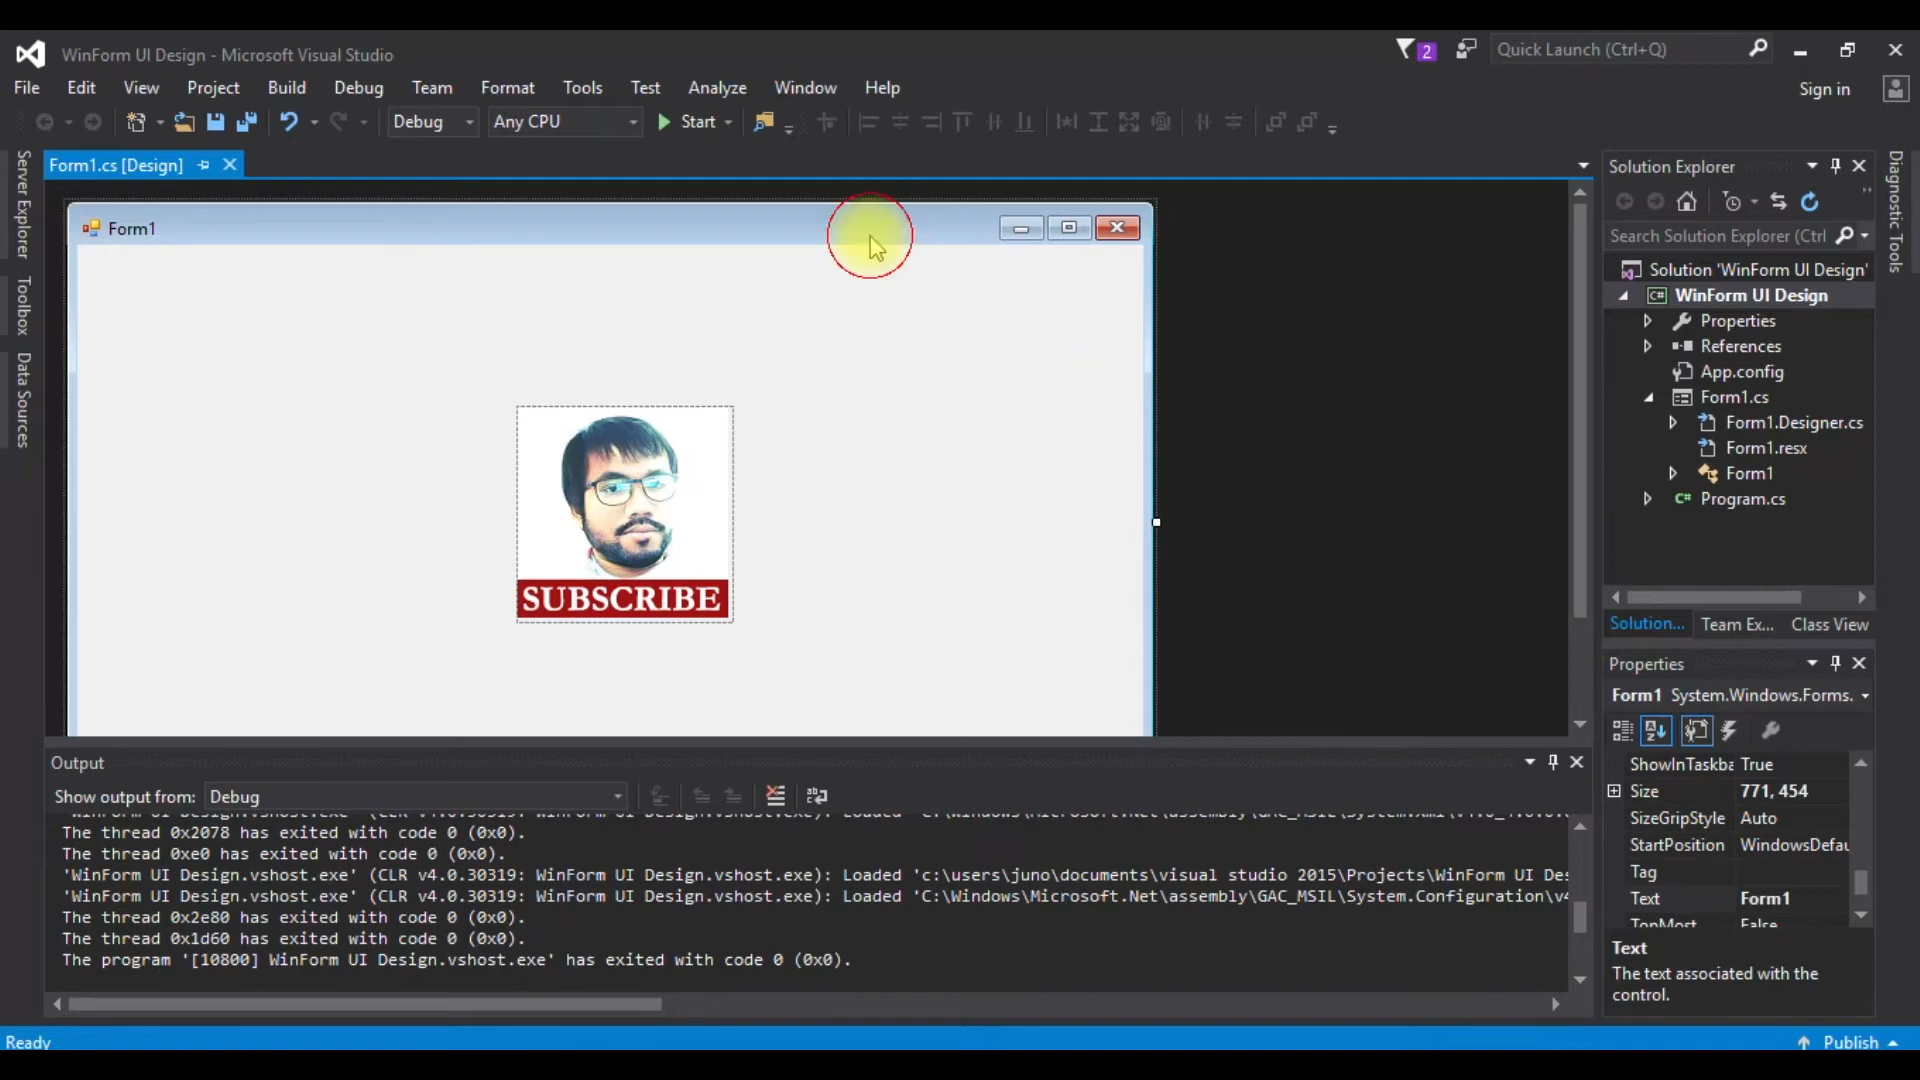 WinForm UI Design - Microsoft Visual Studio
2
Quick Launch (Ctrl+Q)
File Edit View Project Build Debug Team Format Tools Test Analyze Window Help
Sign in
Debug Any CPU Start
Server Explorer
Toolbox
Data Sources
Form1.cs [Design]
Form1
SUBSCRIBE
Solution Explorer
Search Solution Explorer (Ctrl
Solution 'WinForm UI Design'
C# WinForm UI Design
Properties
References
App.config
Form1.cs
Form1.Designer.cs
Form1.resx
Form1
C# Program.cs
Solution... Team Ex... Class View
Diagnostic Tools
Properties
Form1 System.Windows.Forms.
ShowInTaskba True
Size 771, 454
SizeGripStyle Auto
StartPosition WindowsDefau
Tag
Text Form1
TopMost False
Text
The text associated with the
control.
Output
Show output from: Debug
The thread 0x2078 has exited with code 0 (0x0).
The thread 0xe0 has exited with code 0 (0x0).
'WinForm UI Design.vshost.exe' (CLR v4.0.30319: WinForm UI Design.vshost.exe): Loaded 'c:\users\juno\documents\visual studio 2015\Projects\WinForm UI Des
'WinForm UI Design.vshost.exe' (CLR v4.0.30319: WinForm UI Design.vshost.exe): Loaded 'C:\Windows\Microsoft.Net\assembly\GAC_MSIL\System.Configuration\v4
The thread 0x2e80 has exited with code 0 (0x0).
The thread 0x1d60 has exited with code 0 (0x0).
The program '[10800] WinForm UI Design.vshost.exe' has exited with code 0 (0x0).
Ready
Publish